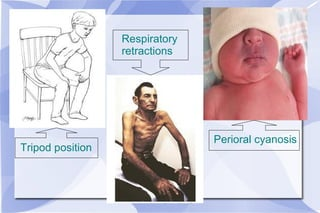 Respiratory
retractions
Tripod position
Perioral cyanosis